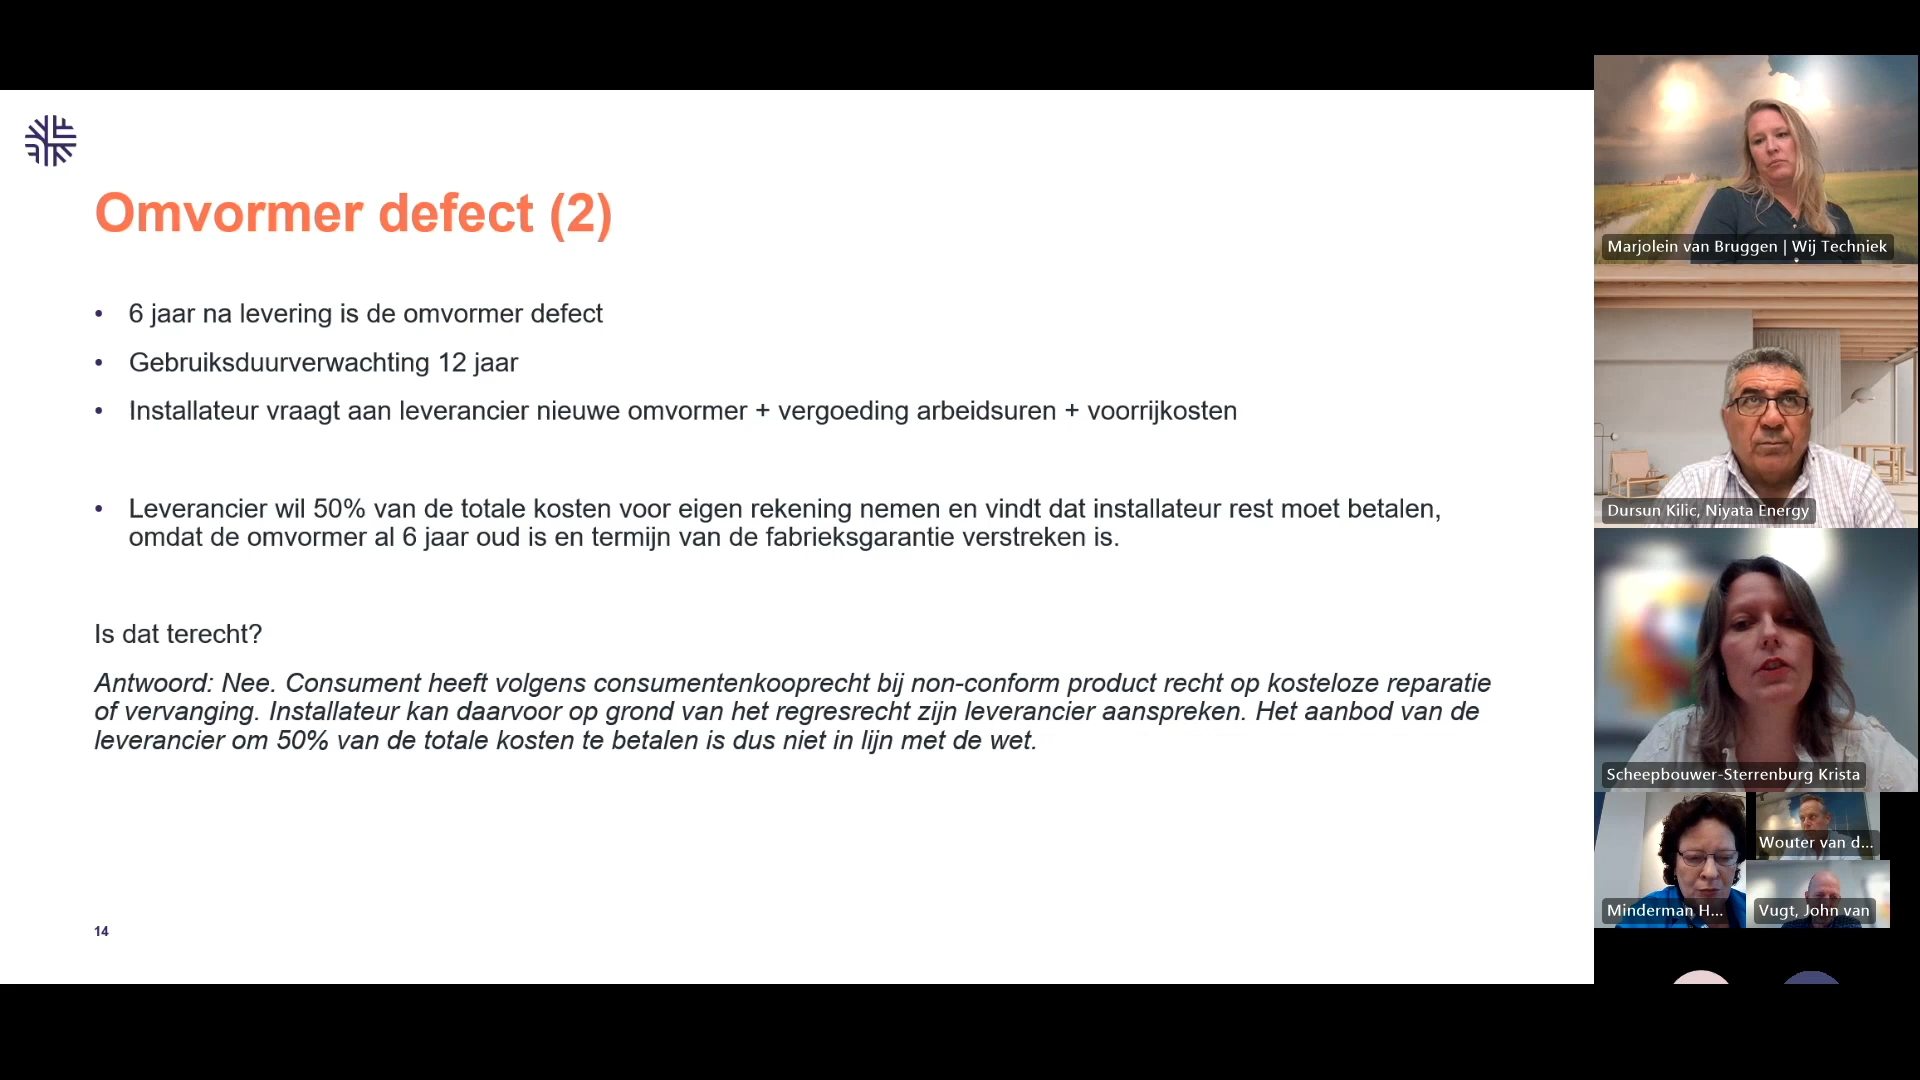 Omvormer defect (2)
• 6 jaar na levering is de omvormer defect
• Gebruiksduurverwachting 12 jaar
• Installateur vraagt aan leverancier nieuwe omvormer + vergoeding arbeidsuren + voorrijkosten
• Leverancier wil 50% van de totale kosten voor eigen rekening nemen en vindt dat installateur rest moet betalen,
omdat de omvormer al 6 jaar oud is en termijn van de fabrieksgarantie verstreken is.
Is dat terecht?
Antwoord: Nee. Consument heeft volgens consumentenkooprecht bij non-conform product recht op kosteloze reparatie
of vervanging. Installateur kan daarvoor op grond van het regresrecht zijn leverancier aanspreken. Het aanbod van de
leverancier om 50% van de totale kosten te betalen is dus niet in lijn met de wet.
14
Marjolein van Bruggen | Wij Techniek
Dursun Kilic, Niyata Energy
Scheepbouwer-Sterrenburg Krista
Wouter van d...
Minderman H...
Vugt, John van